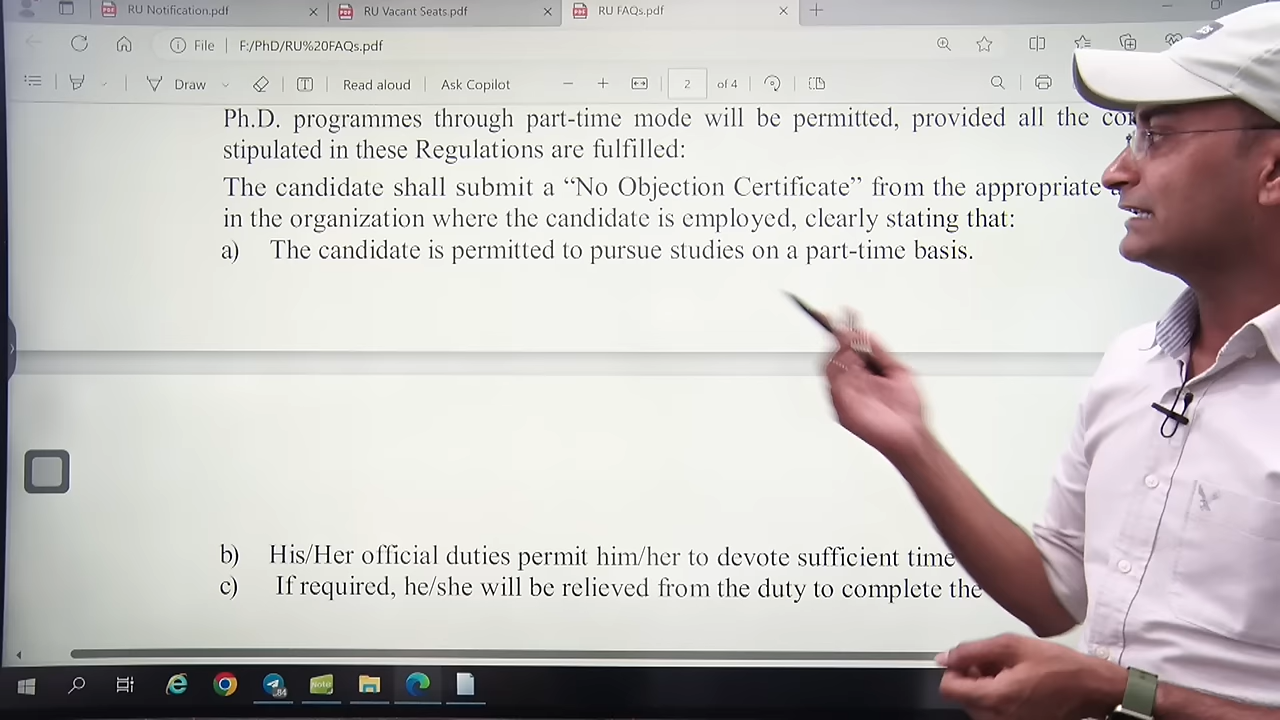 RU Notification.pdf
RU Vacant Seats.pdf
RU FAQs.pdf
File
F:/PhD/RU%20FAQs.pdf
Draw
Read aloud
Ask Copilot
2
of 4
Ph.D. programmes through part-time mode will be permitted, provided all the
stipulated in these Regulations are fulfilled:
The candidate shall submit a “No Objection Certificate” from the appropriate
in the organization where the candidate is employed, clearly stating that:
a) The candidate is permitted to pursue studies on a part-time basis.
b) His/Her official duties permit him/her to devote sufficient time
c) If required, he/she will be relieved from the duty to complete the